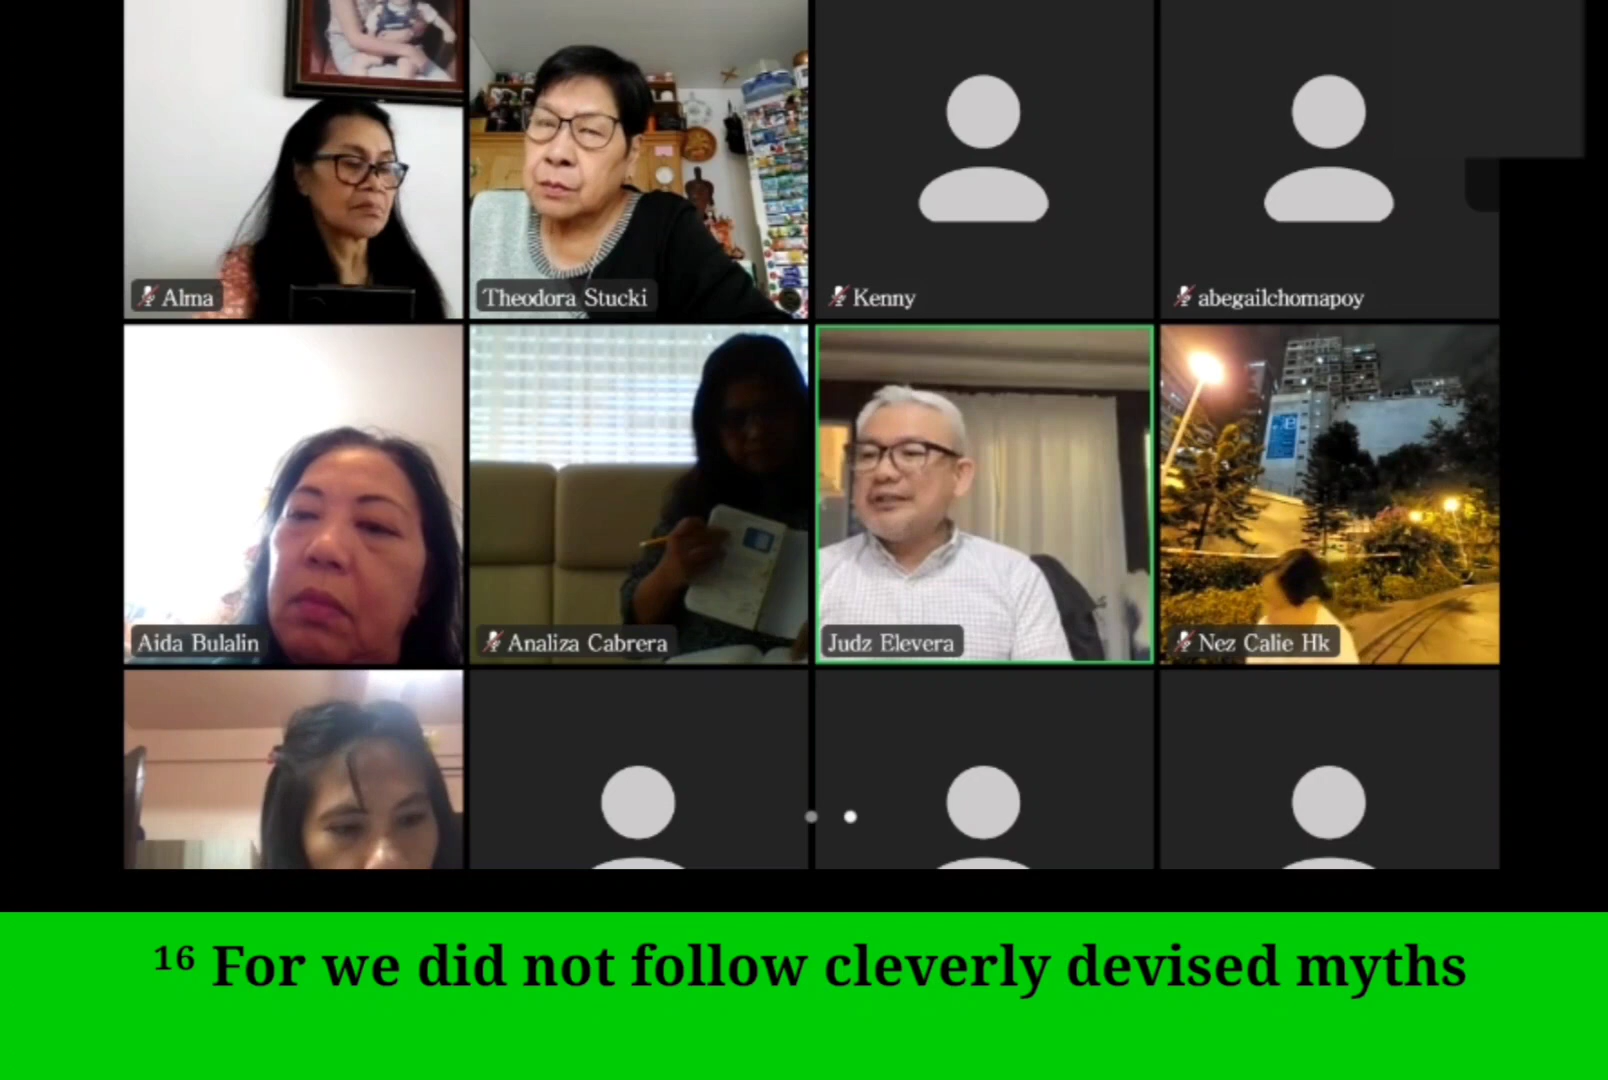 Alma
Theodora Stucki
Kenny
abegailchomapoy
Aida Bulalin
Analiza Cabrera
Judz Elevera
Nez Calie Hk
16 For we did not follow cleverly devised myths